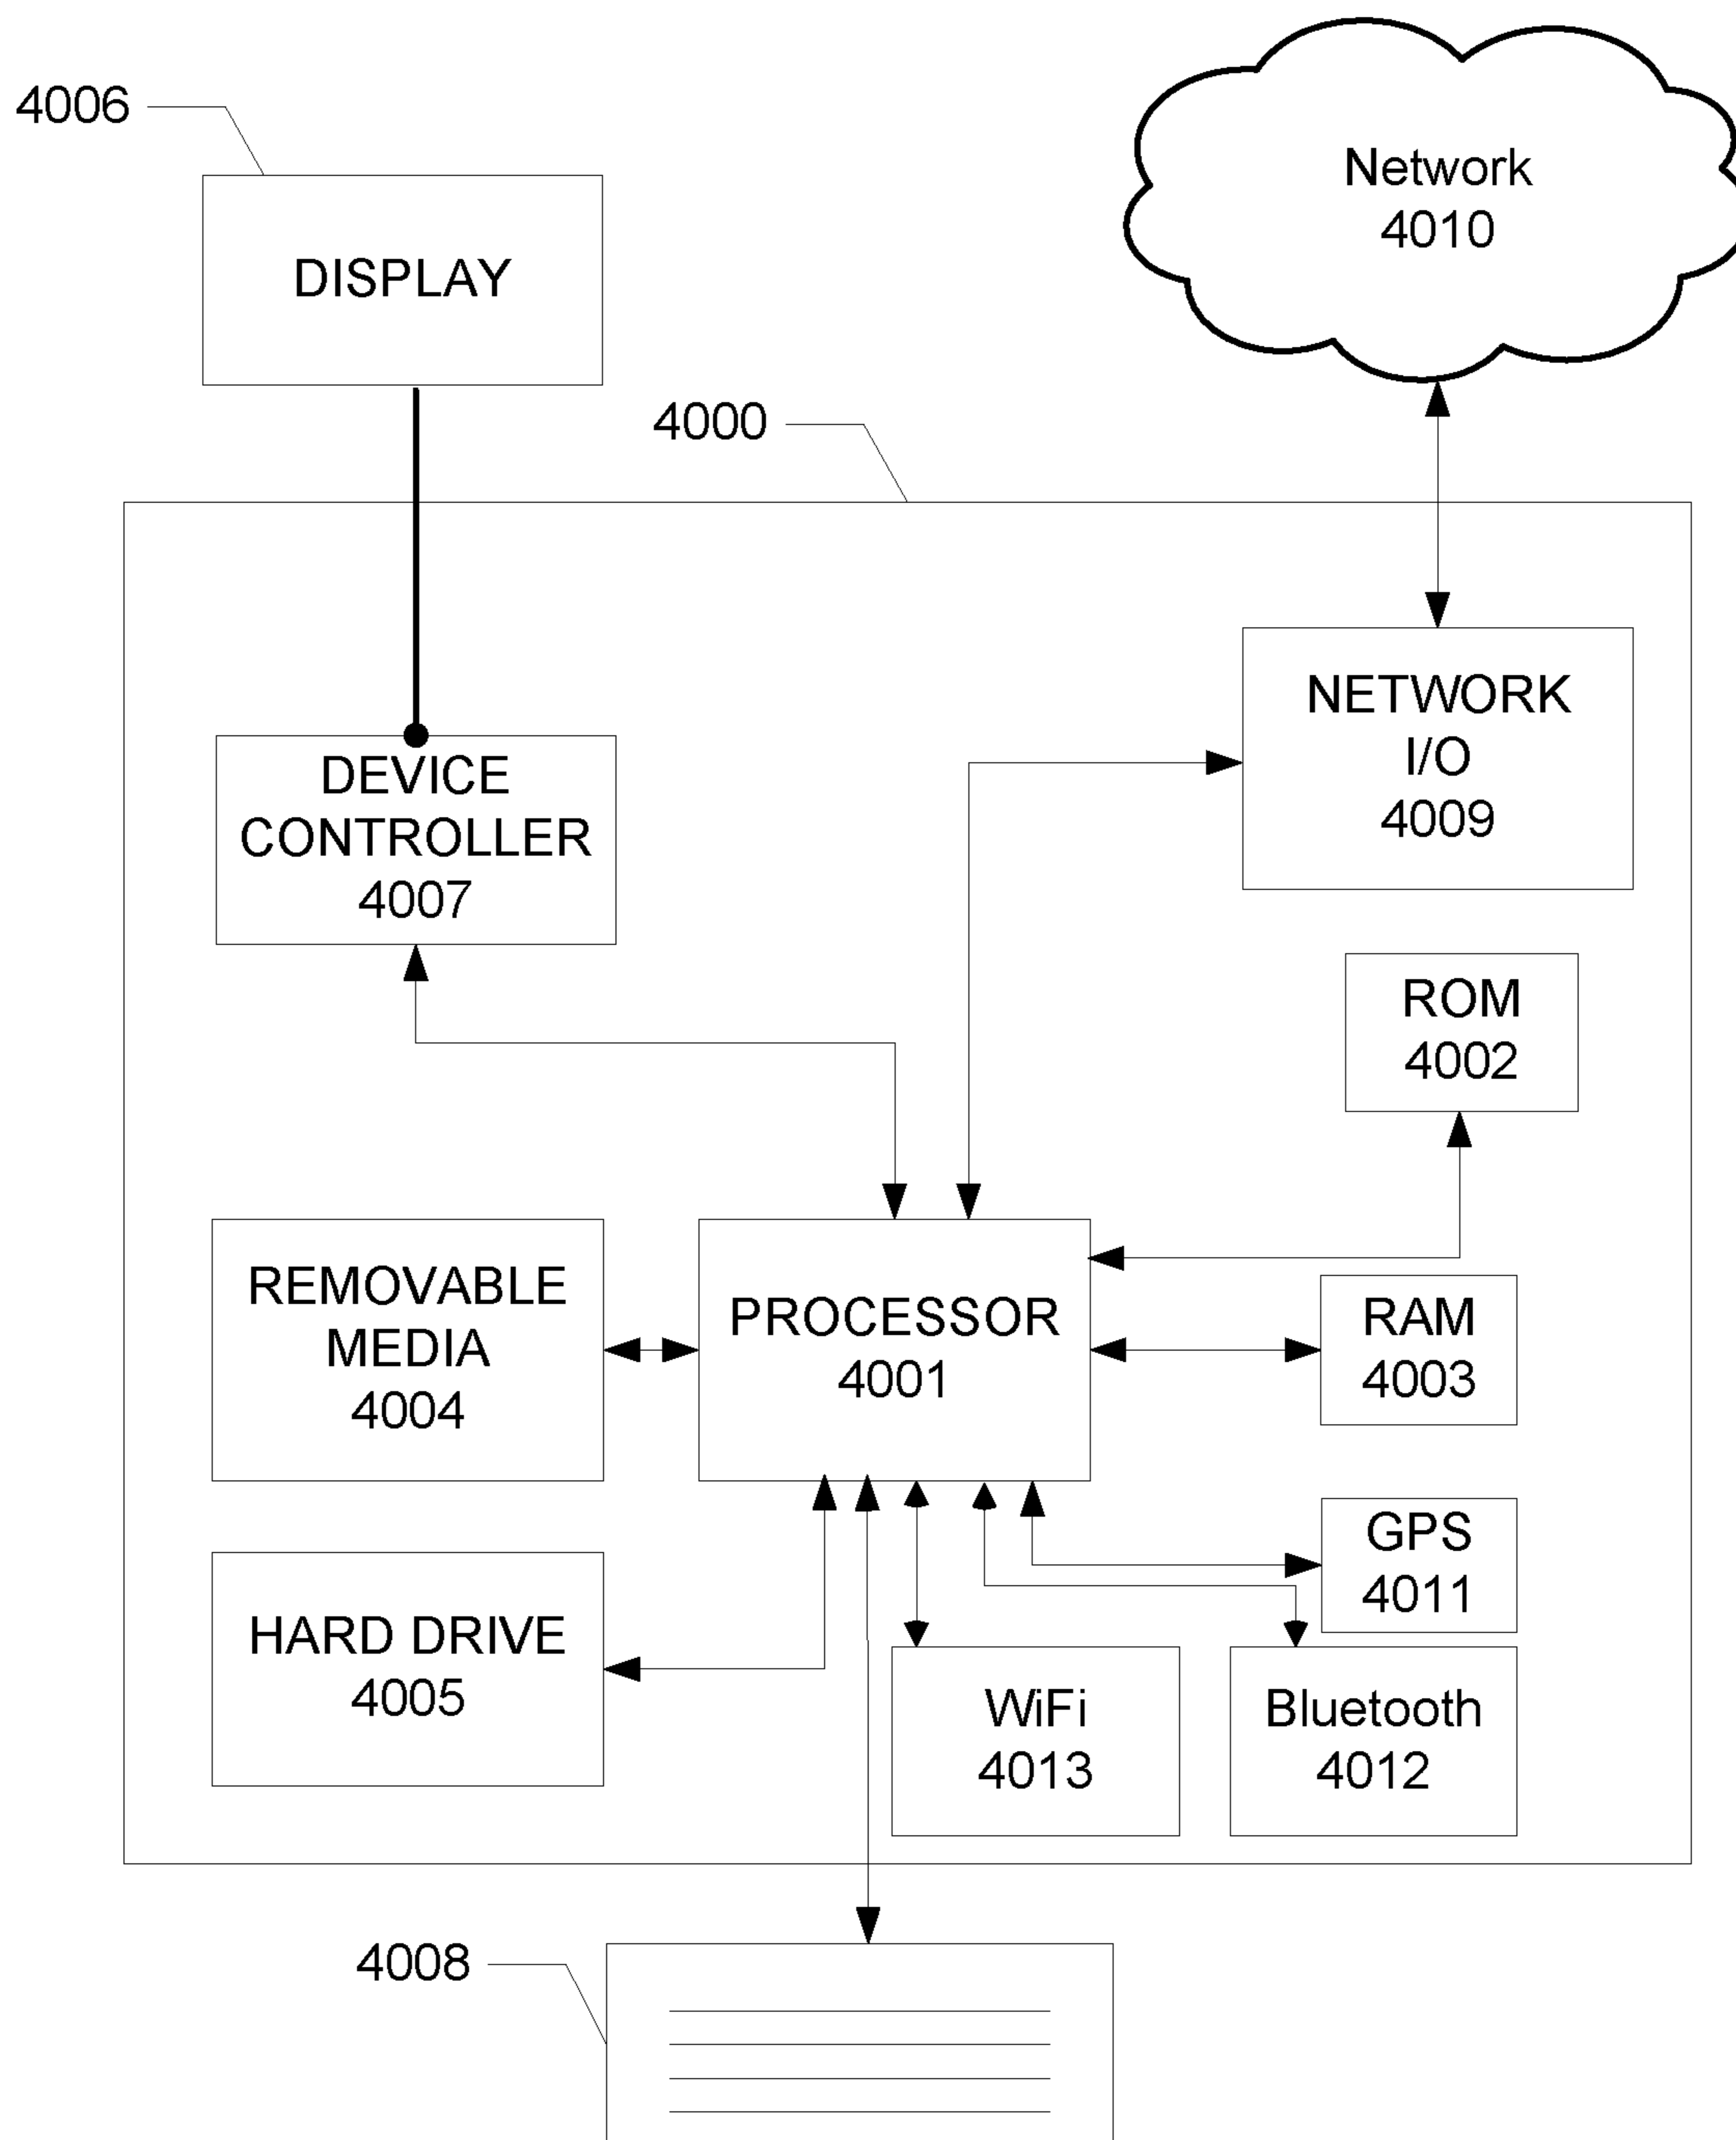 4006
DISPLAY
Network
4010
4000
NETWORK
I/O
4009
DEVICE
CONTROLLER
4007
ROM
4002
REMOVABLE
MEDIA
4004
PROCESSOR
4001
RAM
4003
GPS
4011
HARD DRIVE
4005
WiFi
4013
Bluetooth
4012
4008